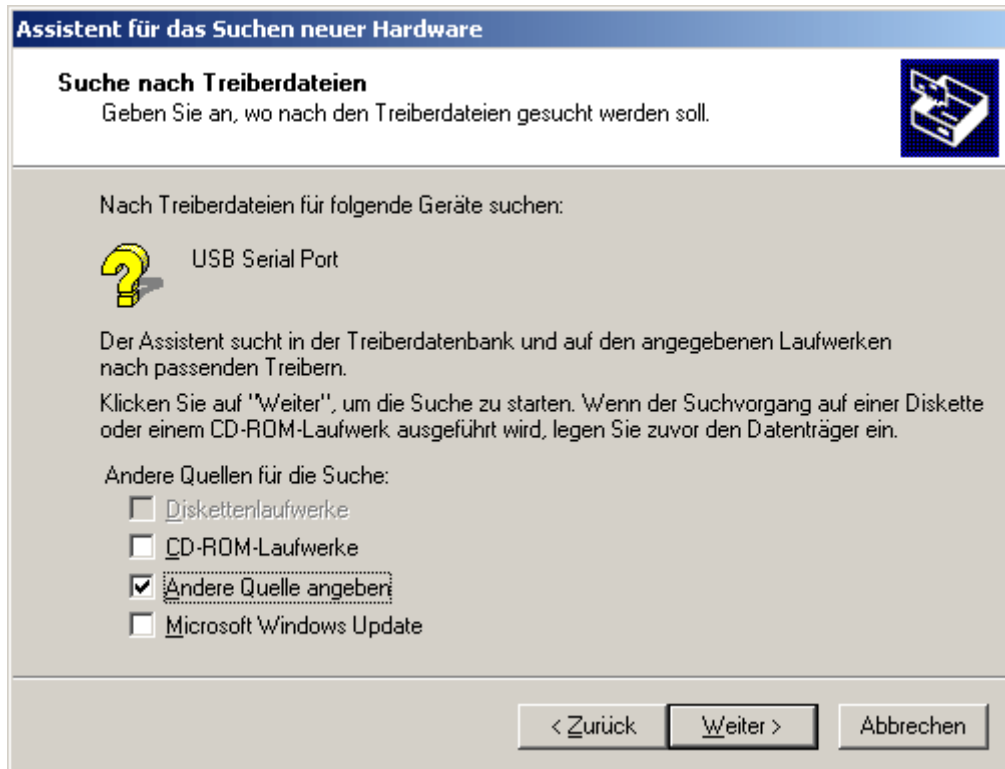 Assistent für das Suchen neuer Hardware
Suche nach Treiberdateien
Geben Sie an, wo nach den Treiberdateien gesucht werden soll.
Nach Treiberdateien für folgende Geräte suchen:
USB Serial Port
Der Assistent sucht in der Treiberdatenbank und auf den angegebenen Laufwerken
nach passenden Treibern.
Klicken Sie auf "Weiter", um die Suche zu starten. Wenn der Suchvorgang auf einer Diskette
oder einem CD-ROM-Laufwerk ausgeführt wird, legen Sie zuvor den Datenträger ein.
Andere Quellen für die Suche:
Diskettenlaufwerke
CD-ROM-Laufwerke
Andere Quelle angeben
Microsoft Windows Update
< Zurück Weiter > Abbrechen